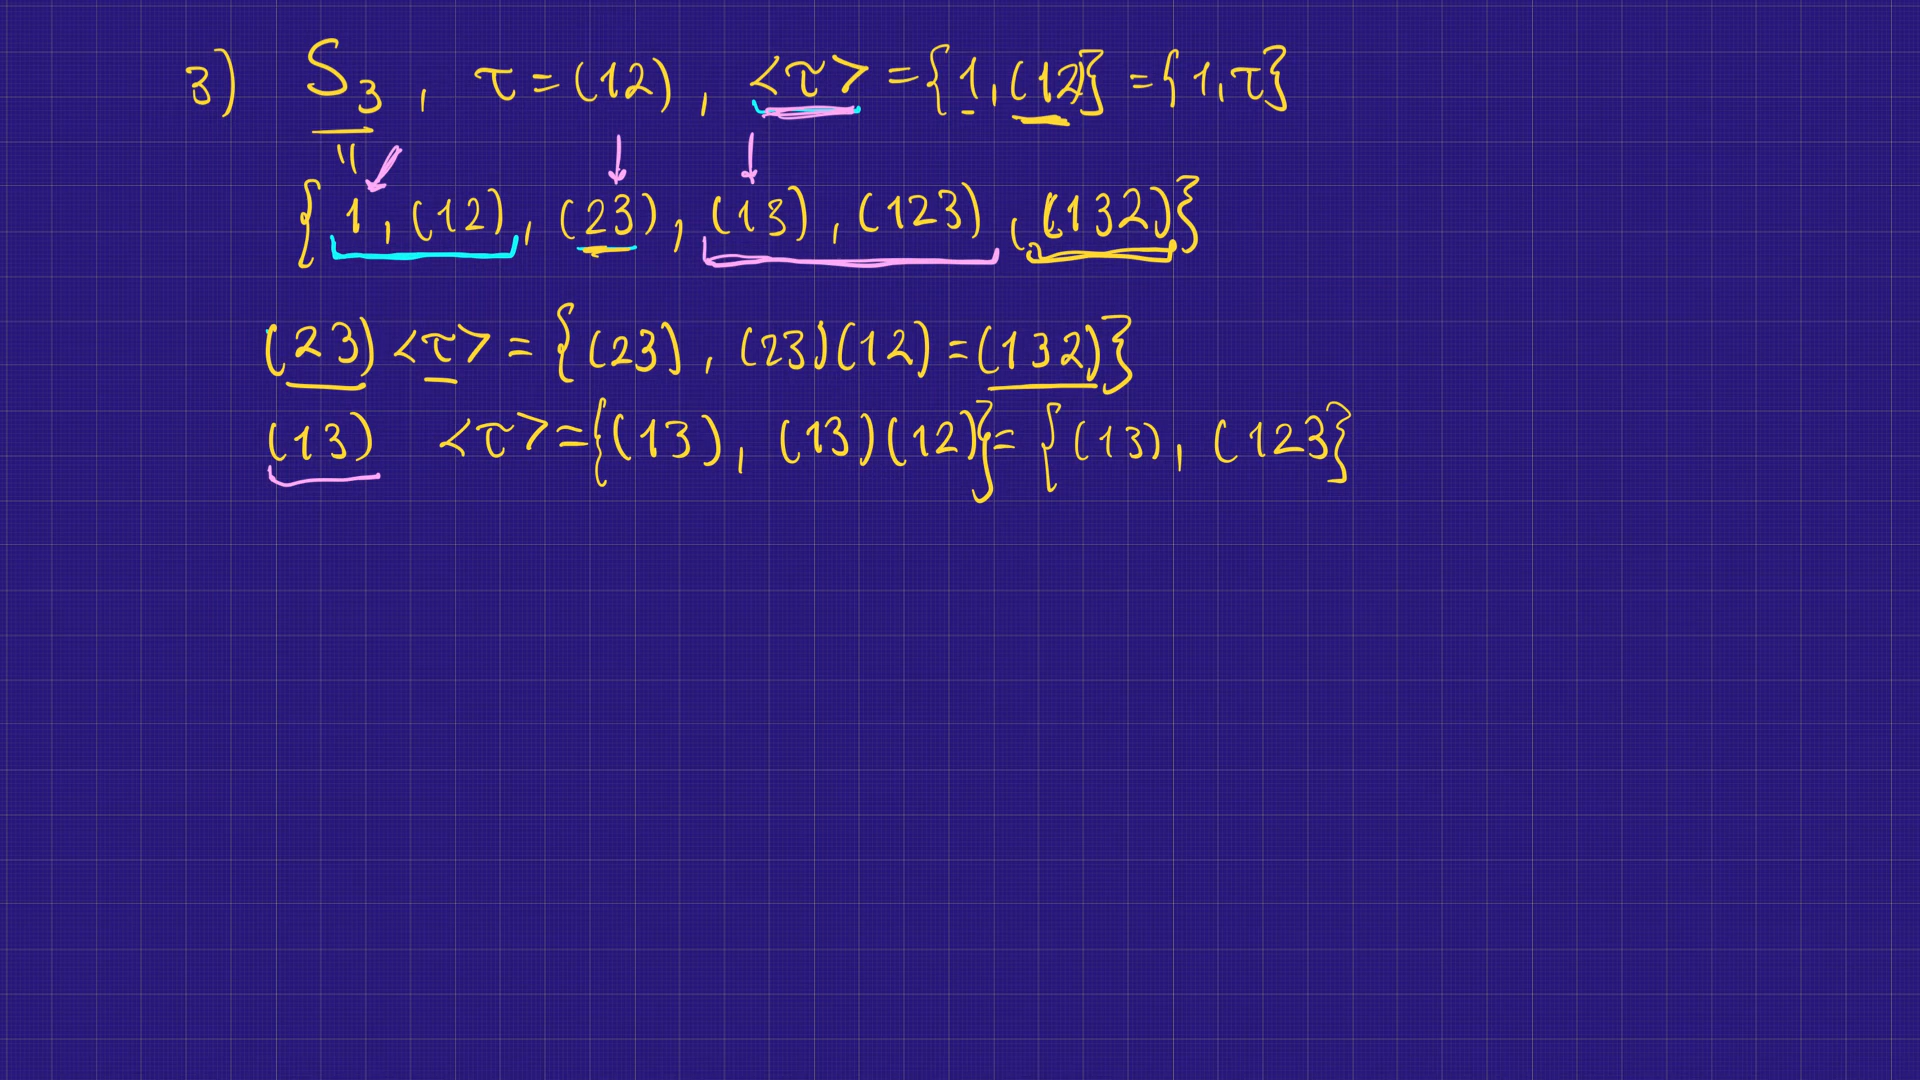 3) S₃, τ = (12), <τ> = {1, (12)} = {1, τ}
"
{1, (12), (23), (13), (123), (132)}
(23) <τ> = {(23), (23)(12) = (132)}
(13) <τ> = {(13), (13)(12)} = {(13), (123}